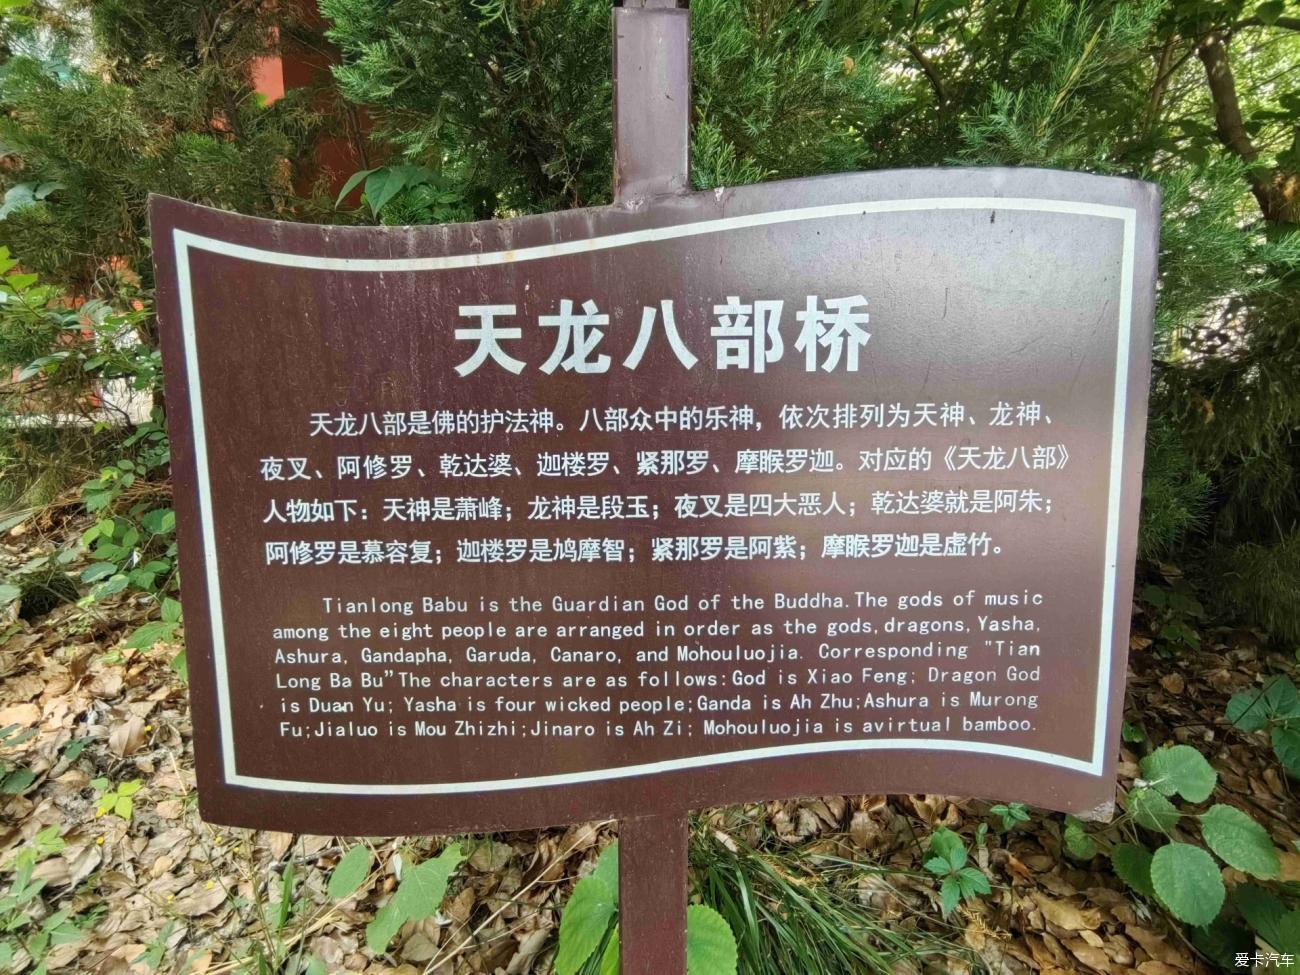 天龙八部桥
天龙八部是佛的护法神。八部众中的乐神，依次排列为天神、龙神、
夜叉、阿修罗、乾达婆、迦楼罗、紧那罗、摩睺罗迦。对应的《天龙八部》
人物如下：天神是萧峰；龙神是段玉；夜叉是四大恶人；乾达婆就是阿朱；
阿修罗是慕容复；迦楼罗是鸠摩智；紧那罗是阿紫；摩睺罗迦是虚竹。
Tianlong Babu is the Guardian God of the Buddha.The gods of music
among the eight people are arranged in order as the gods,dragons,Yasha,
Ashura, Gandapha, Garuda, Canaro, and Mohouluojia. Corresponding "Tian
Long Ba Bu”The characters are as follows:God is Xiao Feng; Dragon God
is Duan Yu; Yasha is four wicked people;Ganda is Ah Zhu;Ashura is Murong
Fu;Jialuo is Mou Zhizhi;Jinaro is Ah Zi; Mohouluojia is avirtual bamboo.
爱卡汽车